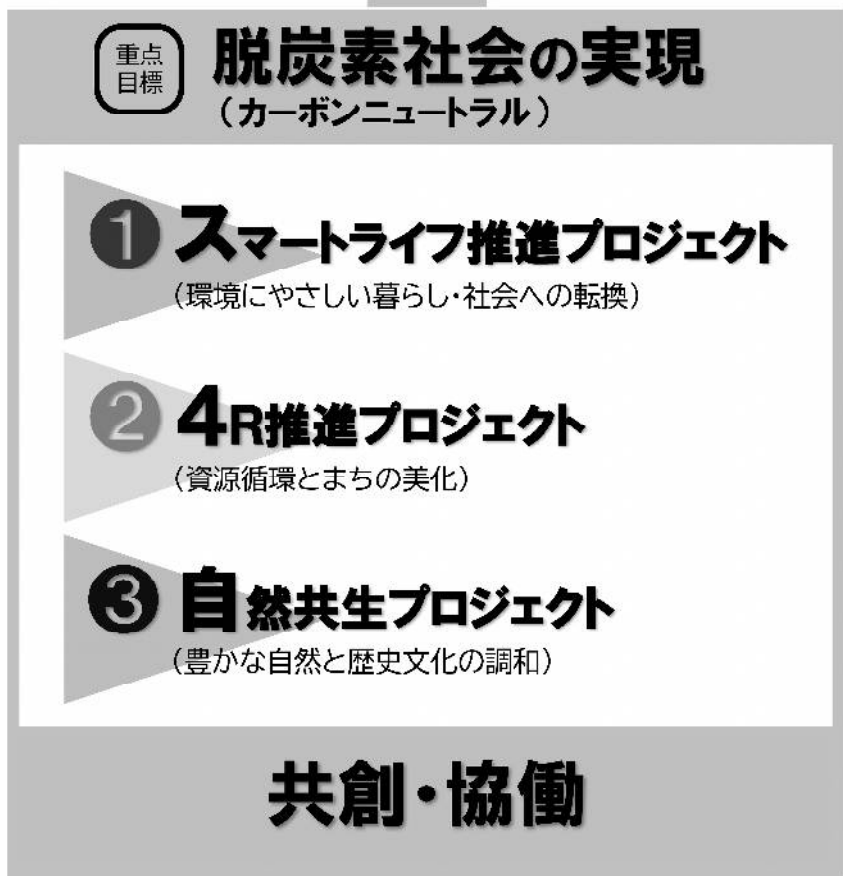 重点
目標
脱炭素社会の実現
（カーボンニュートラル）
1 スマートライフ推進プロジェクト
（環境にやさしい暮らし・社会への転換）
2 4R推進プロジェクト
（資源循環とまちの美化）
3 自然共生プロジェクト
（豊かな自然と歴史文化の調和）
共創・協働